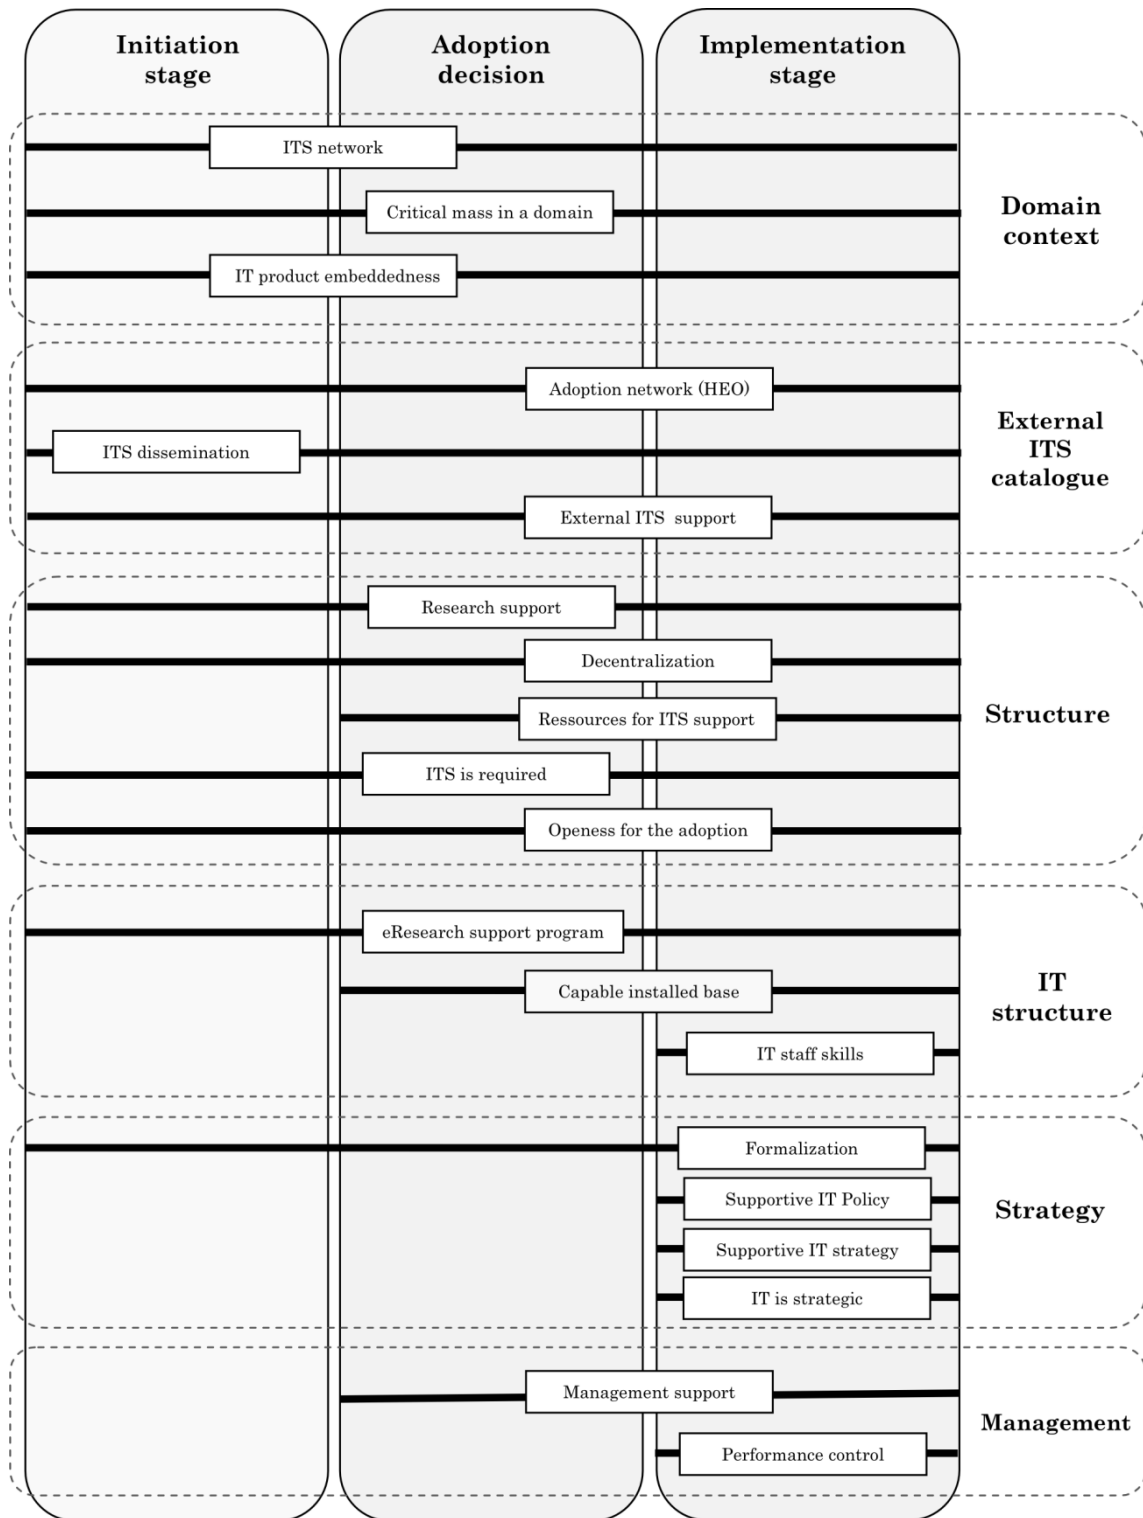 Initiation
stage
Adoption
decision
Implementation
stage
ITS network
Critical mass in a domain
IT product embeddedness
Domain
context
Adoption network (HEO)
ITS dissemination
External ITS support
External
ITS
catalogue
Research support
Decentralization
Ressources for ITS support
ITS is required
Openess for the adoption
Structure
eResearch support program
Capable installed base
IT staff skills
IT
structure
Formalization
Supportive IT Policy
Supportive IT strategy
IT is strategic
Strategy
Management support
Performance control
Management